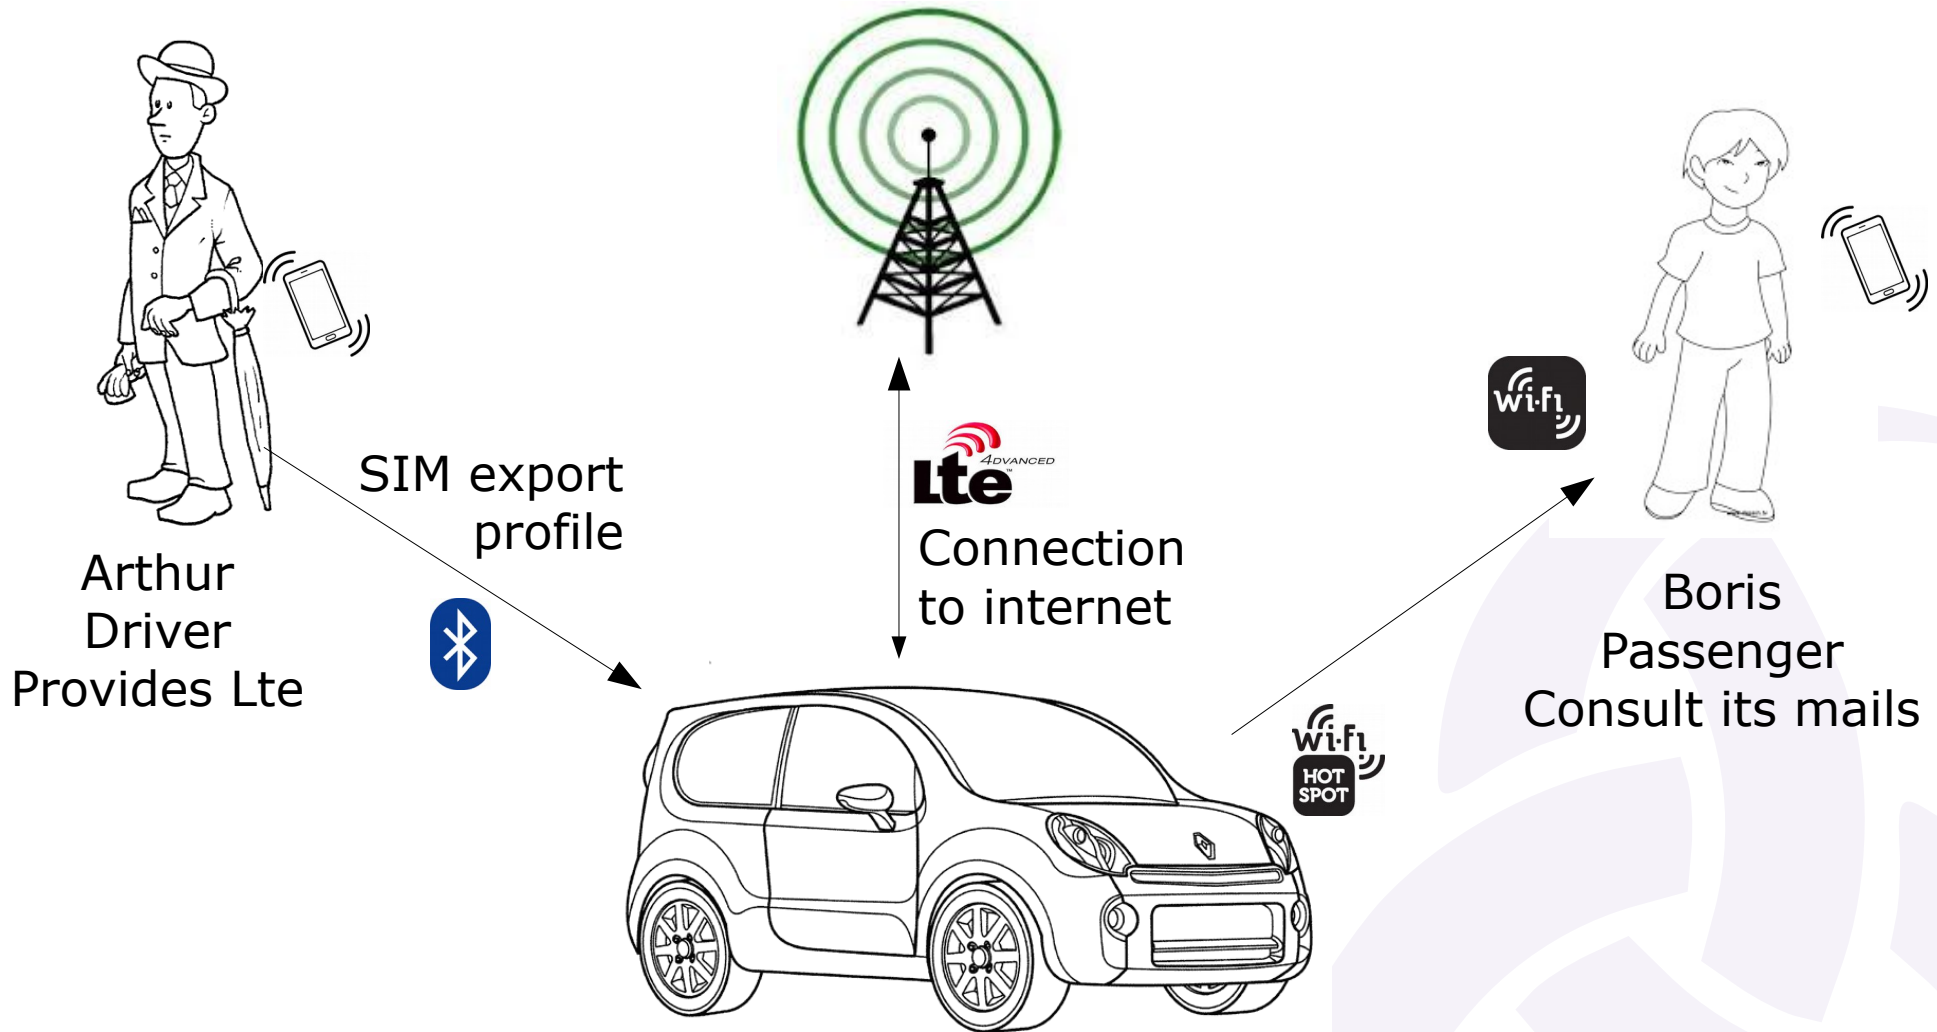 SIM export
profile
Arthur
Driver
Provides Lte
4DVANCED
Lte
Connection
to internet
Wi-Fi
Boris
Passenger
Consult its mails
Wi-Fi
HOT
SPOT